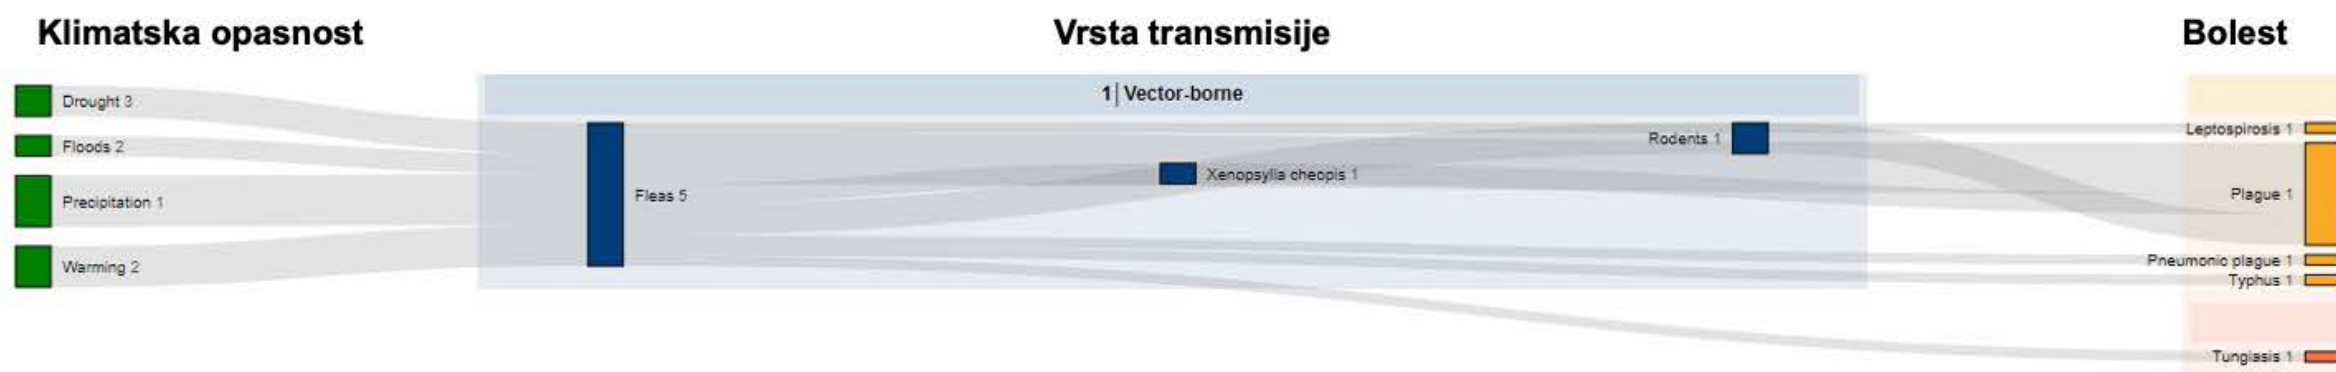 Klimatska opasnost
Vrsta transmisije
Bolest
1| Vector-borne
Drought 3
Floods 2
Precipitation 1
Warming 2
Fleas 5
Xenopsylla cheopis 1
Rodents 1
Leptospirosis 1
Plague 1
Pneumonic plague 1
Typhus 1
Tungiasis 1